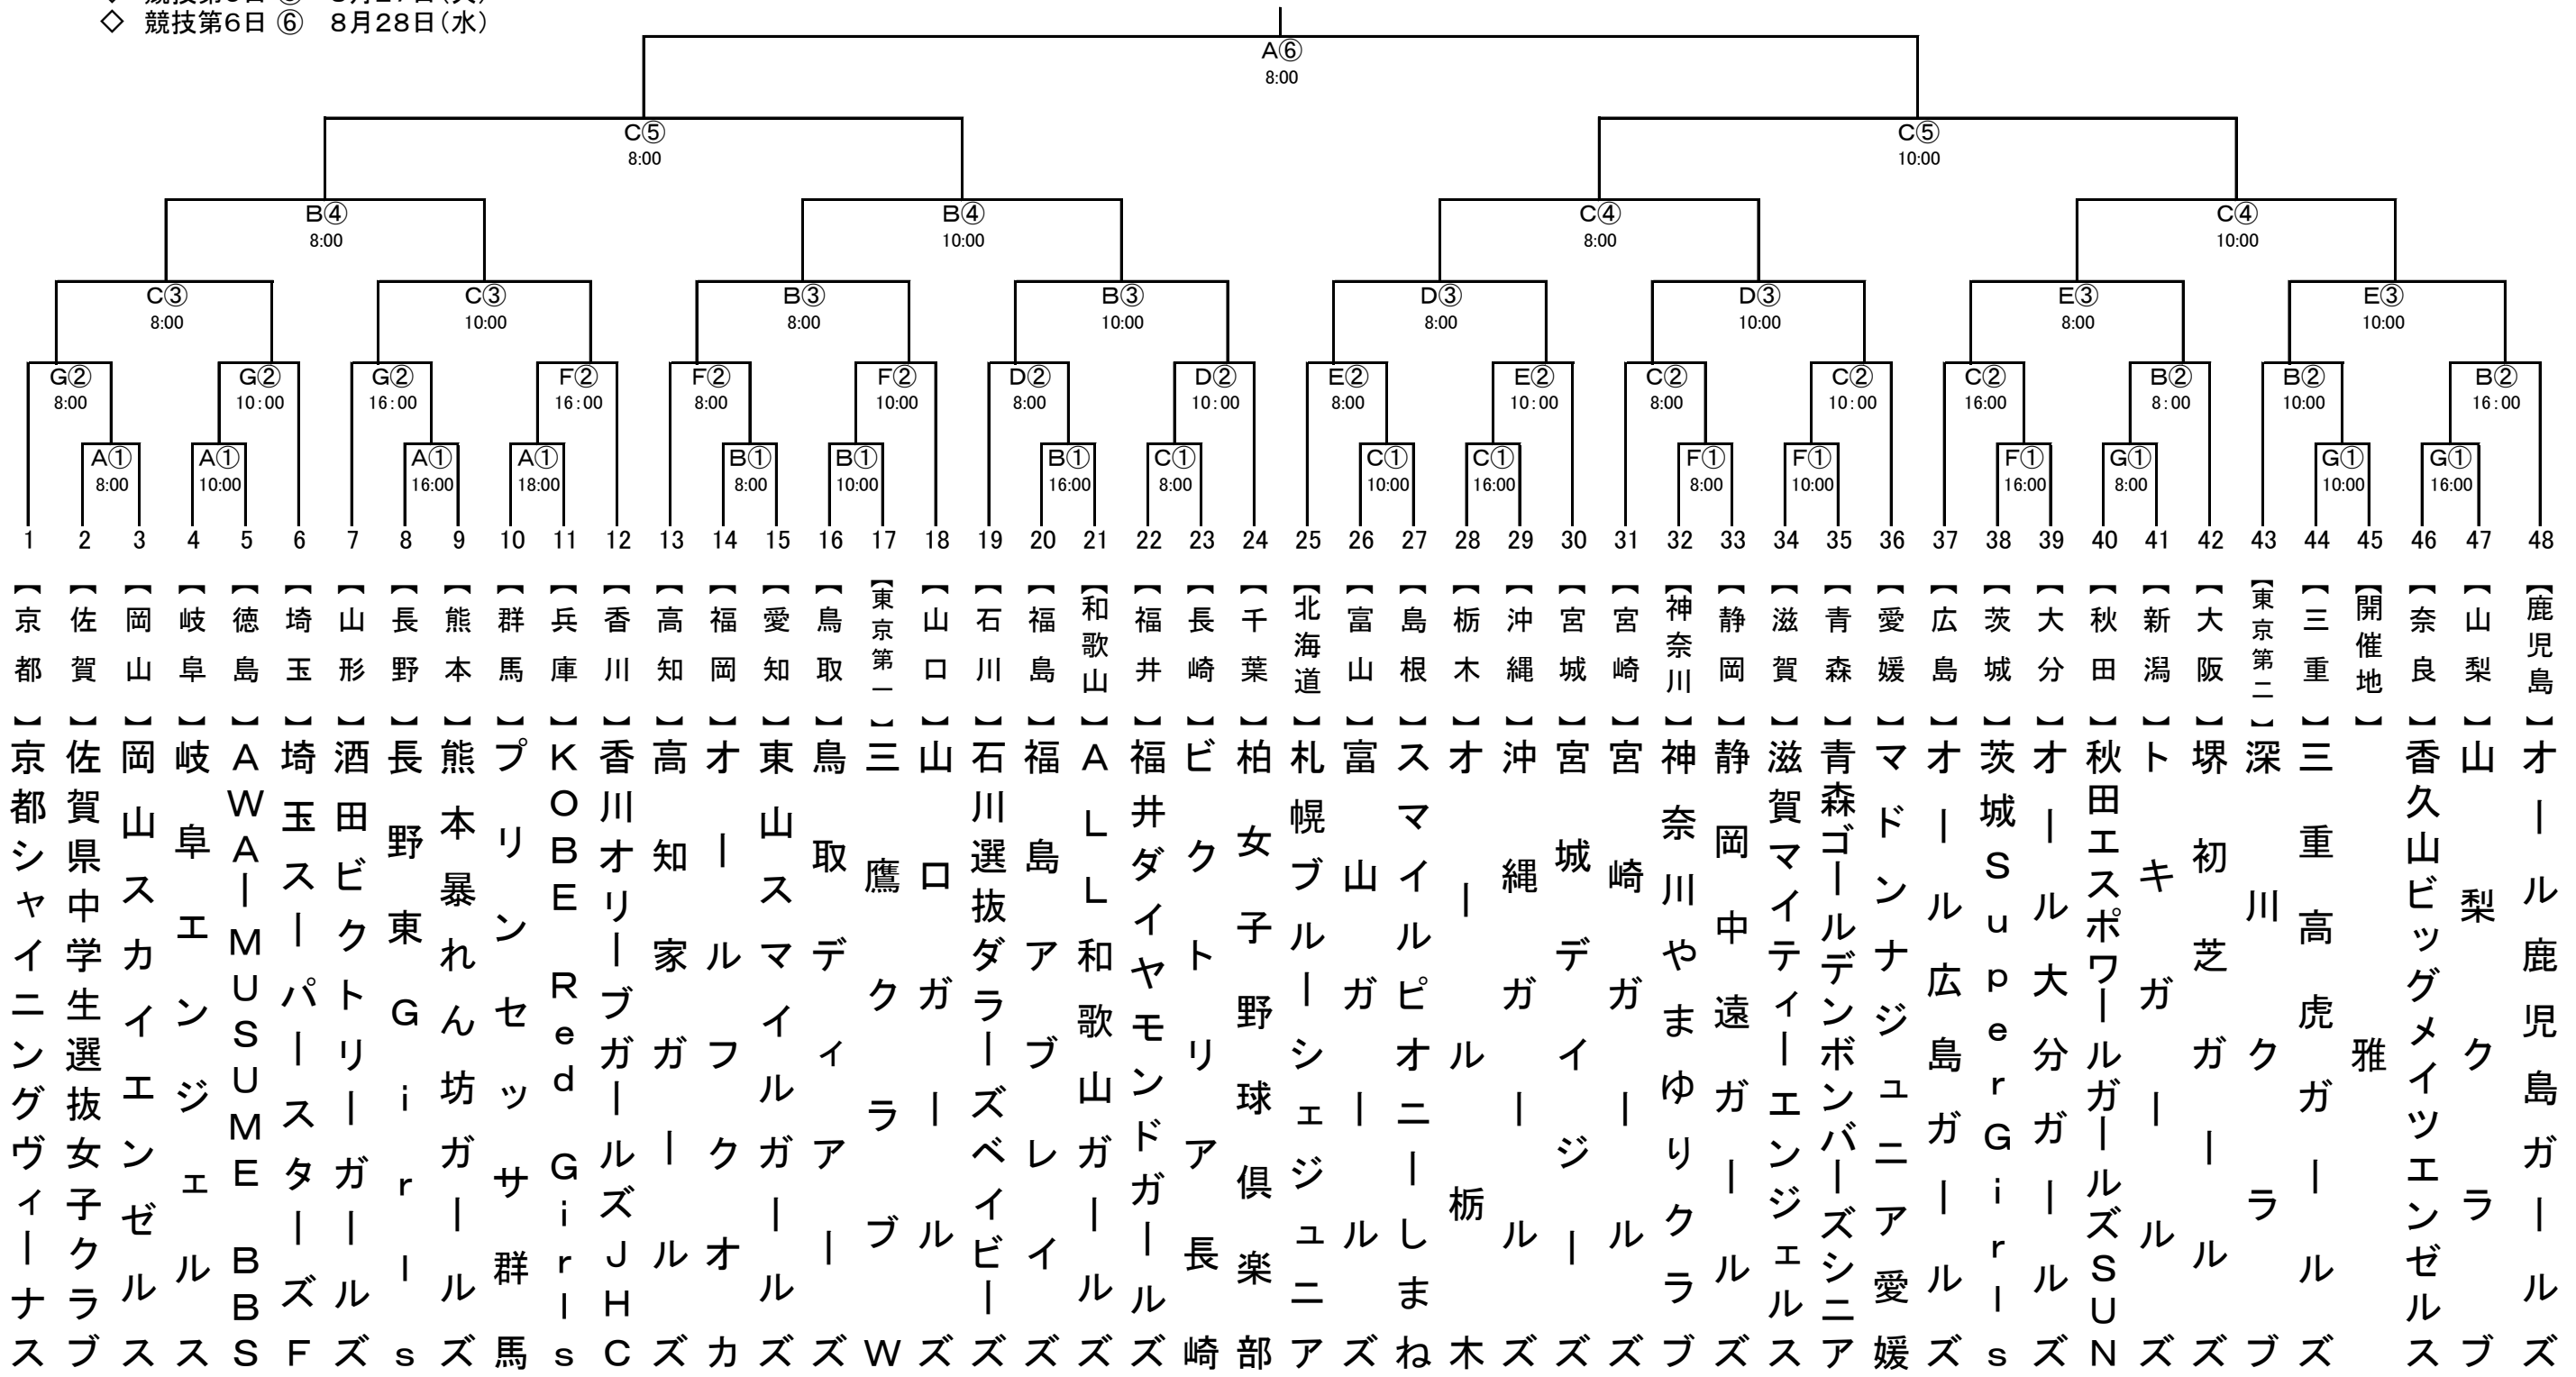 ◇ 競技第6日 ⑥ 8月28日(水)
A⑥
8:00
C⑤ C⑤
8:00 10:00
B④ B④ C④ C④
8:00 10:00 8:00 10:00
C③ C③ B③ B③ D③ D③ E③ E③
8:00 10:00 8:00 10:00 8:00 10:00 8:00 10:00
G② G② G② F② F② F② D② D② E② E② C② C② C② B② B② B②
8:00 10:00 16:00 16:00 8:00 10:00 8:00 10:00 8:00 10:00 8:00 10:00 16:00 8:00 10:00 16:00
A① A① A① A① B① B① B① C① C① C① F① F① F① G① G① G①
8:00 10:00 16:00 18:00 8:00 10:00 16:00 8:00 10:00 16:00 8:00 10:00 16:00 8:00 10:00 16:00
1 【京都】 京都シャイニングヴィーナス
2 【佐賀】 佐賀県中学生選抜女子クラブ
3 【岡山】 岡山スカイエンゼルス
4 【岐阜】 岐阜エンジェルス
5 【徳島】 AWAーMUSUME BBS
6 【埼玉】 埼玉スーパースターズF
7 【山形】 酒田ビクトリーガールズ
8 【長野】 長野東Girls
9 【熊本】 熊本暴れん坊ガールズ
10 【群馬】 プリンセッサ群馬
11 【兵庫】 KOBE Red Girls
12 【香川】 香川オリーブガールズJHC
13 【高知】 高知家ガールズ
14 【福岡】 オールフクオカ
15 【愛知】 東山スマイルガールズ
16 【鳥取】 鳥取ディアーズ
17 【東京第一】 三鷹クラブW
18 【山口】 山口ガールズ
19 【石川】 石川選抜ダラーズベイビーズ
20 【福島】 福島アブレイズ
21 【和歌山】 ALL和歌山ガールズ
22 【福井】 福井ダイヤモンドガールズ
23 【長崎】 ビクトリア長崎
24 【千葉】 柏女子野球倶楽部
25 【北海道】 札幌ブルーシェジュニア
26 【富山】 富山ガールズ
27 【島根】 スマイルピオニーしまね
28 【栃木】 オール栃木
29 【沖縄】 沖縄ガールズ
30 【宮城】 宮城デイジーズ
31 【宮崎】 宮崎ガールズ
32 【神奈川】 神奈川やまゆりクラブ
33 【静岡】 静岡中遠ガールズ
34 【滋賀】 滋賀マイティーエンジェルス
35 【青森】 青森ゴールデンボンバーズシニア
36 【愛媛】 マドンナジュニア愛媛
37 【広島】 オール広島ガールズ
38 【茨城】 茨城SuperGirls
39 【大分】 オール大分ガールズ
40 【秋田】 秋田エスポワールガールズSUN
41 【新潟】 トキガールズ
42 【大阪】 堺初芝ガールズ
43 【東京第二】 深川クラブ
44 【三重】 三重高虎ガールズ
45 【開催地】 雅
46 【奈良】 香久山ビッグメイツエンゼルス
47 【山梨】 山梨クラブ
48 【鹿児島】 オール鹿児島ガールズ